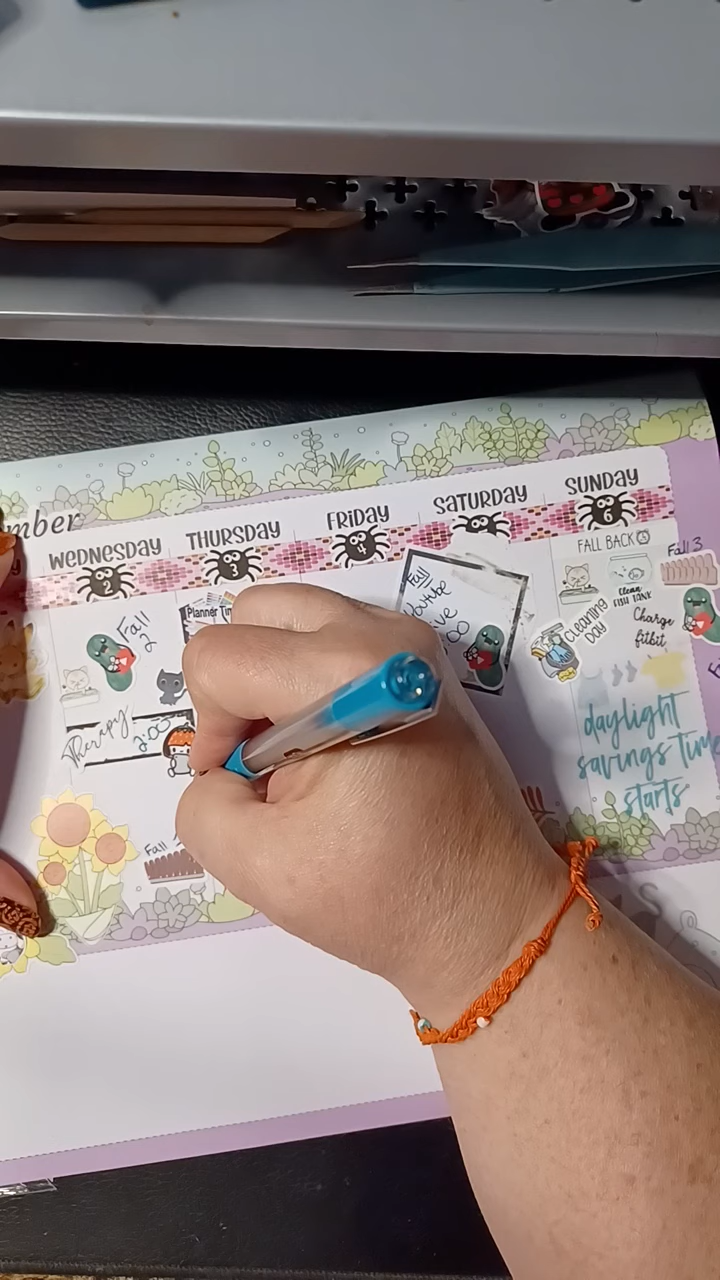 mber
WEDNESDAY
THURSDAY
FRIDAY
SATURDAY
SUNDAY
2
3
4
6
Fall
2
Therapy
2:00
Fall
Planner Tim
Fall
Youtube
live
:00
FALL BACK
Clean
FISH TANK
CLEANING
DAY
Charge
fitbit
daylight
savings time
starts
Fall 3